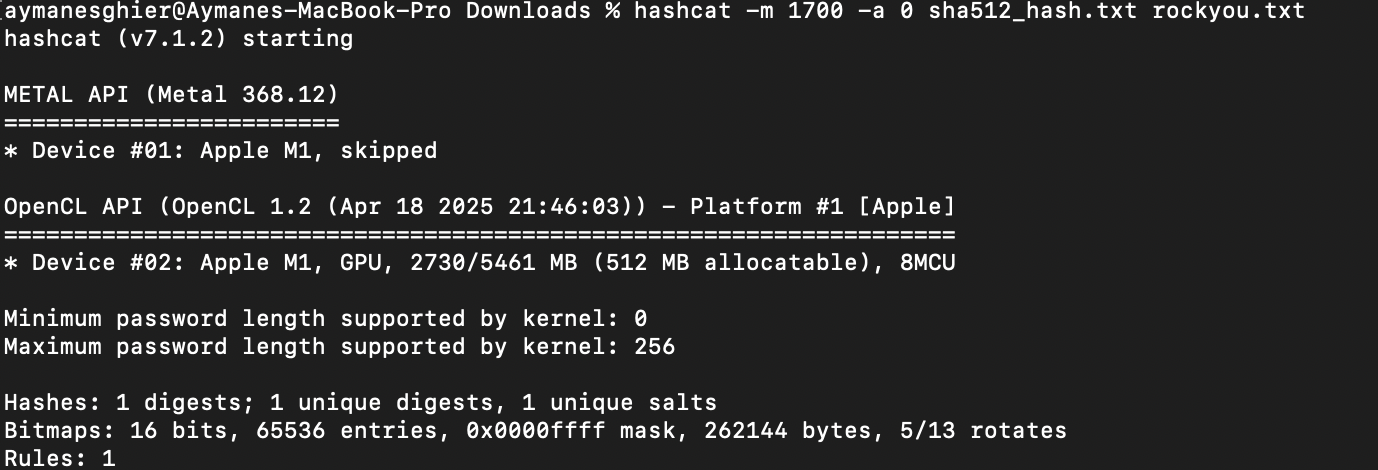 aymanesghier@Aymanes-MacBook-Pro Downloads % hashcat -m 1700 -a 0 sha512_hash.txt rockyou.txt
hashcat (v7.1.2) starting
METAL API (Metal 368.12)
========================
* Device #01: Apple M1, skipped
OpenCL API (OpenCL 1.2 (Apr 18 2025 21:46:03)) - Platform #1 [Apple]
====================================================================
* Device #02: Apple M1, GPU, 2730/5461 MB (512 MB allocatable), 8MCU
Minimum password length supported by kernel: 0
Maximum password length supported by kernel: 256
Hashes: 1 digests; 1 unique digests, 1 unique salts
Bitmaps: 16 bits, 65536 entries, 0x0000ffff mask, 262144 bytes, 5/13 rotates
Rules: 1